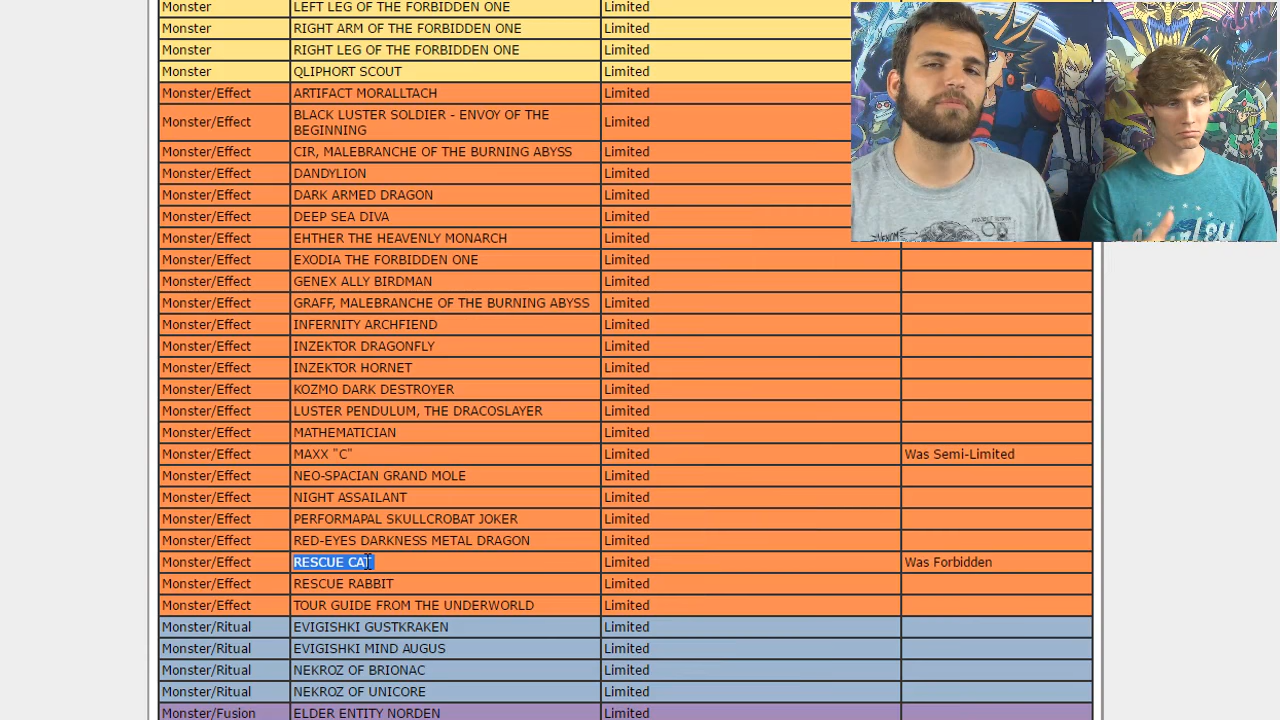 Monster LEFT LEG OF THE FORBIDDEN ONE Limited
Monster RIGHT ARM OF THE FORBIDDEN ONE Limited
Monster RIGHT LEG OF THE FORBIDDEN ONE Limited
Monster QLIPHORT SCOUT Limited
Monster/Effect ARTIFACT MORALLTACH Limited
Monster/Effect BLACK LUSTER SOLDIER - ENVOY OF THE Limited
BEGINNING
Monster/Effect CIR, MALEBRANCHE OF THE BURNING ABYSS Limited
Monster/Effect DANDYLION Limited
Monster/Effect DARK ARMED DRAGON Limited
Monster/Effect DEEP SEA DIVA Limited
Monster/Effect EHTHER THE HEAVENLY MONARCH Limited
Monster/Effect EXODIA THE FORBIDDEN ONE Limited
Monster/Effect GENEX ALLY BIRDMAN Limited
Monster/Effect GRAFF, MALEBRANCHE OF THE BURNING ABYSS Limited
Monster/Effect INFERNITY ARCHFIEND Limited
Monster/Effect INZEKTOR DRAGONFLY Limited
Monster/Effect INZEKTOR HORNET Limited
Monster/Effect KOZMO DARK DESTROYER Limited
Monster/Effect LUSTER PENDULUM, THE DRACOSLAYER Limited
Monster/Effect MATHEMATICIAN Limited
Monster/Effect MAXX "C" Limited Was Semi-Limited
Monster/Effect NEO-SPACIAN GRAND MOLE Limited
Monster/Effect NIGHT ASSAILANT Limited
Monster/Effect PERFORMAPAL SKULLCROBAT JOKER Limited
Monster/Effect RED-EYES DARKNESS METAL DRAGON Limited
Monster/Effect RESCUE CAT Limited Was Forbidden
Monster/Effect RESCUE RABBIT Limited
Monster/Effect TOUR GUIDE FROM THE UNDERWORLD Limited
Monster/Ritual EVIGISHKI GUSTKRAKEN Limited
Monster/Ritual EVIGISHKI MIND AUGUS Limited
Monster/Ritual NEKROZ OF BRIONAC Limited
Monster/Ritual NEKROZ OF UNICORE Limited
Monster/Fusion ELDER ENTITY NORDEN Limited